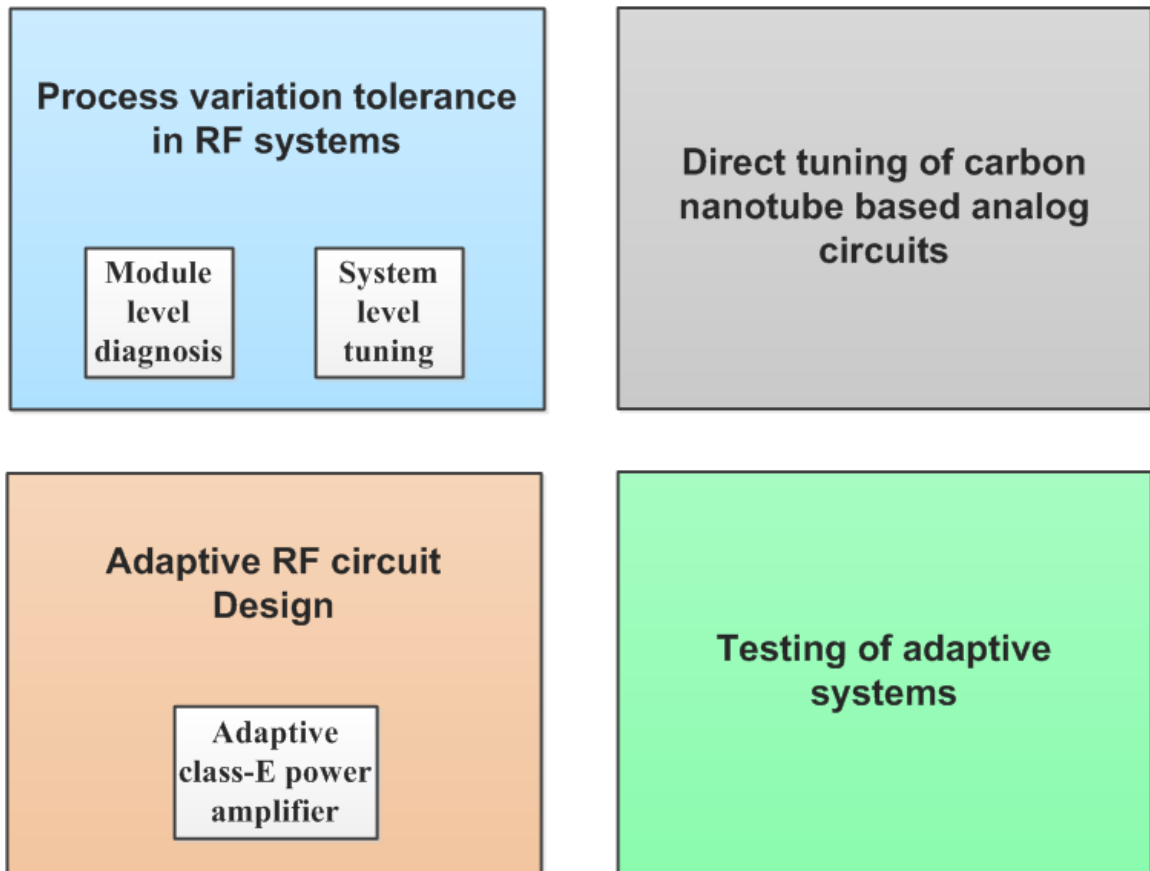 Process variation tolerance
in RF systems
Module
level
diagnosis
System
level
tuning
Direct tuning of carbon
nanotube based analog
circuits
Adaptive RF circuit
Design
Adaptive
class-E power
amplifier
Testing of adaptive
systems